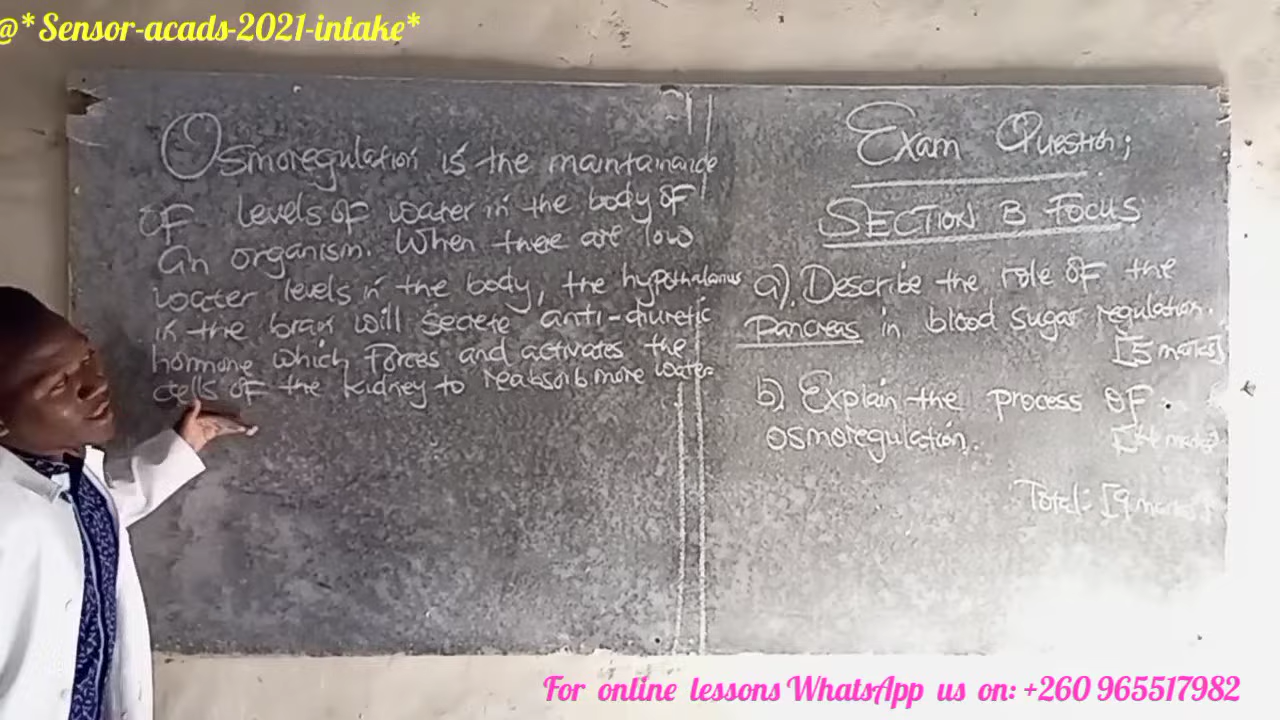 @*Sensor-acads-2021-intake*
Osmoregulation is the maintanance
OF levels of water in the body of
an organism. When there are low
water levels in the body, the hypothalamus
in the brain will secrete anti-diuretic
hormone which forces and activates the
cells of the kidney to reabsorb more water
Exam Question;
SECTION B FOCUS
a). Describe the role of the
Pancreas in blood sugar regulation.
[5 marks]
b) Explain the process of
osmoregulation.
[4 marks]
Total:- [9 marks]
For online lessons WhatsApp us on: +260 965517982